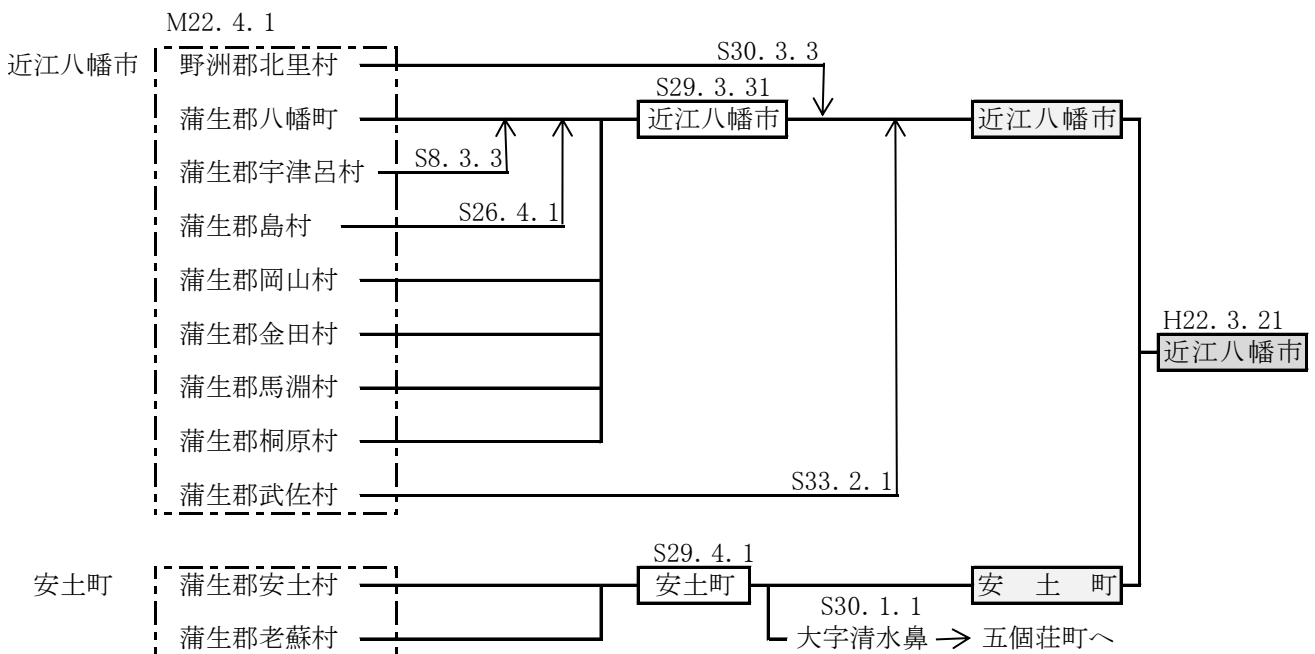 M22.4.1
近江八幡市 野洲郡北里村 S30.3.3
S29.3.31
蒲生郡八幡町 近江八幡市 近江八幡市
蒲生郡宇津呂村 S8.3.3
蒲生郡島村 S26.4.1
蒲生郡岡山村
H22.3.21
蒲生郡金田村
近江八幡市
蒲生郡馬淵村
蒲生郡桐原村
蒲生郡武佐村 S33.2.1
S29.4.1
安土町 蒲生郡安土村 安土町 安土町
S30.1.1
蒲生郡老蘇村 大字清水鼻 五個荘町へ